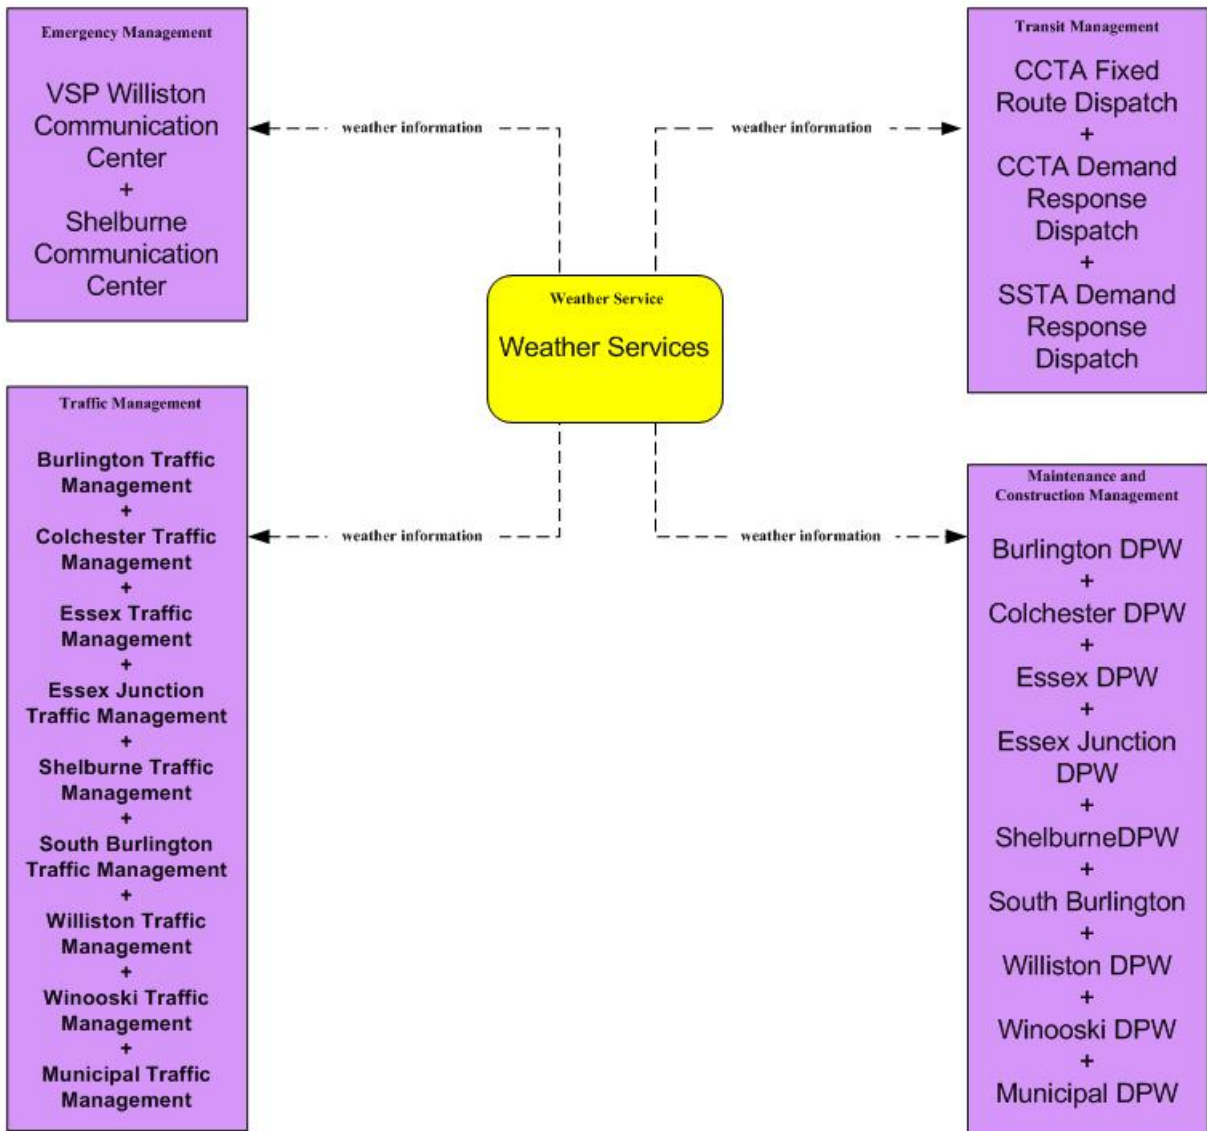 Emergency Management
VSP Williston
Communication
Center
+
Shelburne
Communication
Center
weather information
weather information
Transit Management
CCTA Fixed
Route Dispatch
+
CCTA Demand
Response
Dispatch
+
SSTA Demand
Response
Dispatch
Weather Service
Weather Services
Traffic Management
Burlington Traffic
Management
+
Colchester Traffic
Management
+
Essex Traffic
Management
+
Essex Junction
Traffic Management
+
Shelburne Traffic
Management
+
South Burlington
Traffic Management
+
Williston Traffic
Management
+
Winooski Traffic
Management
+
Municipal Traffic
Management
weather information
weather information
Maintenance and
Construction Management
Burlington DPW
+
Colchester DPW
+
Essex DPW
+
Essex Junction
DPW
+
ShelburneDPW
+
South Burlington
+
Williston DPW
+
Winooski DPW
+
Municipal DPW